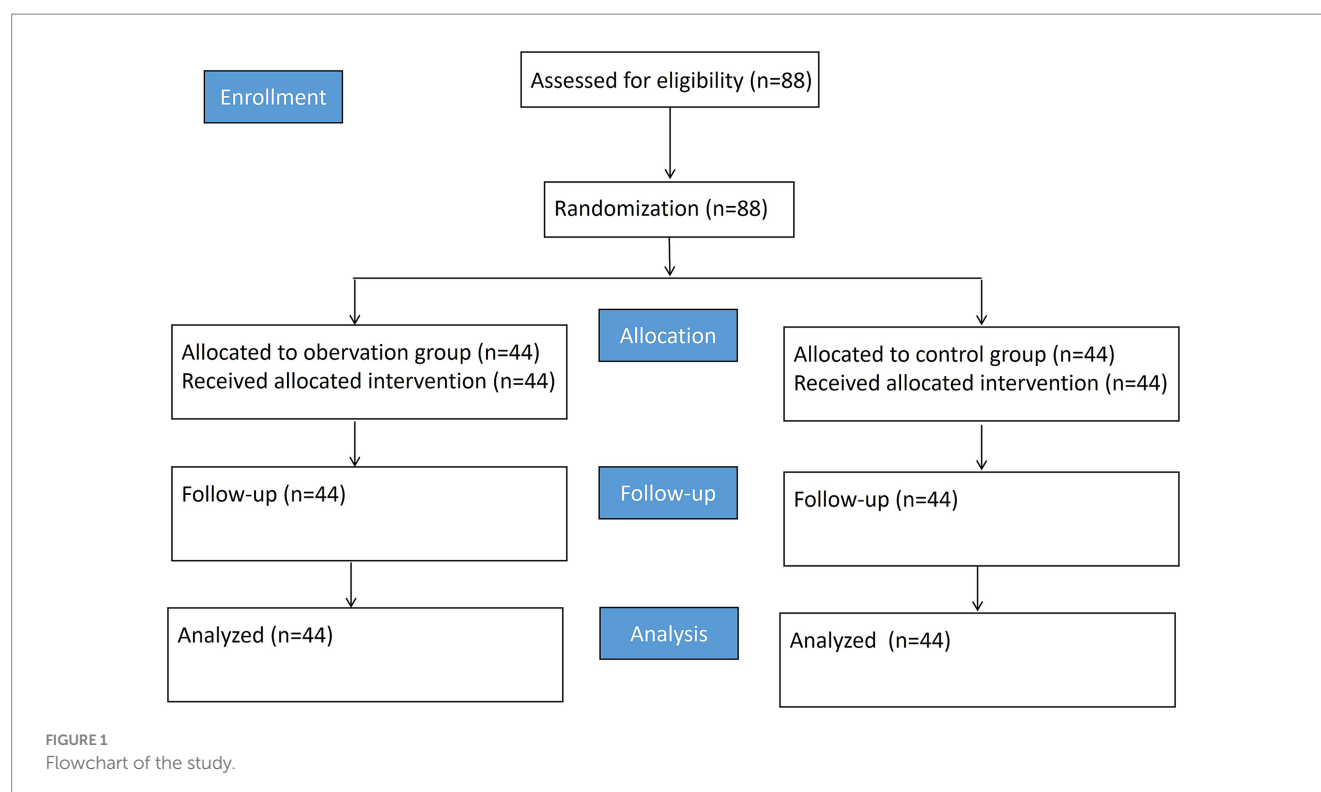 Enrollment
Assessed for eligibility (n=88)
Randomization (n=88)
Allocation
Allocated to obervation group (n=44)
Received allocated intervention (n=44)
Allocated to control group (n=44)
Received allocated intervention (n=44)
Follow-up (n=44)
Follow-up
Follow-up (n=44)
Analyzed (n=44)
Analysis
Analyzed (n=44)
FIGURE 1
Flowchart of the study.